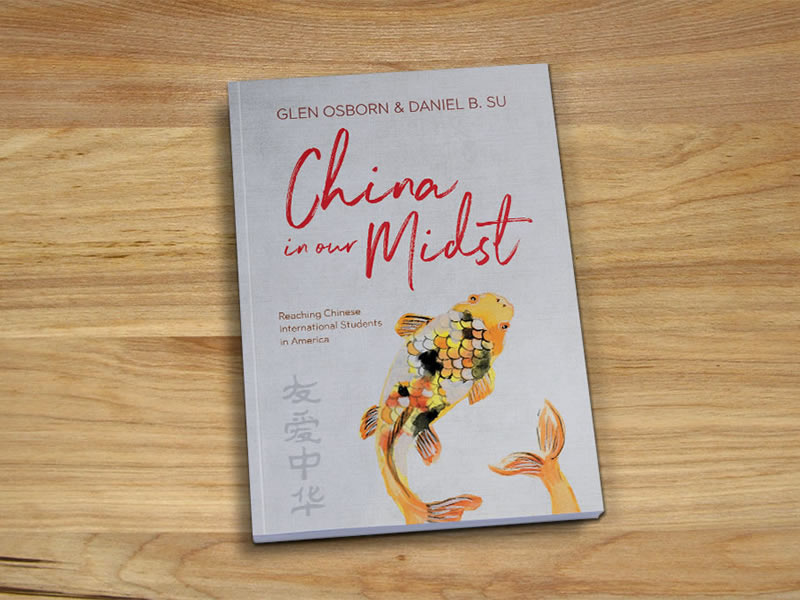 GLEN OSBORN & DANIEL B. SU
China
in our Midst
Reaching Chinese
International Students
in America
友爱中华